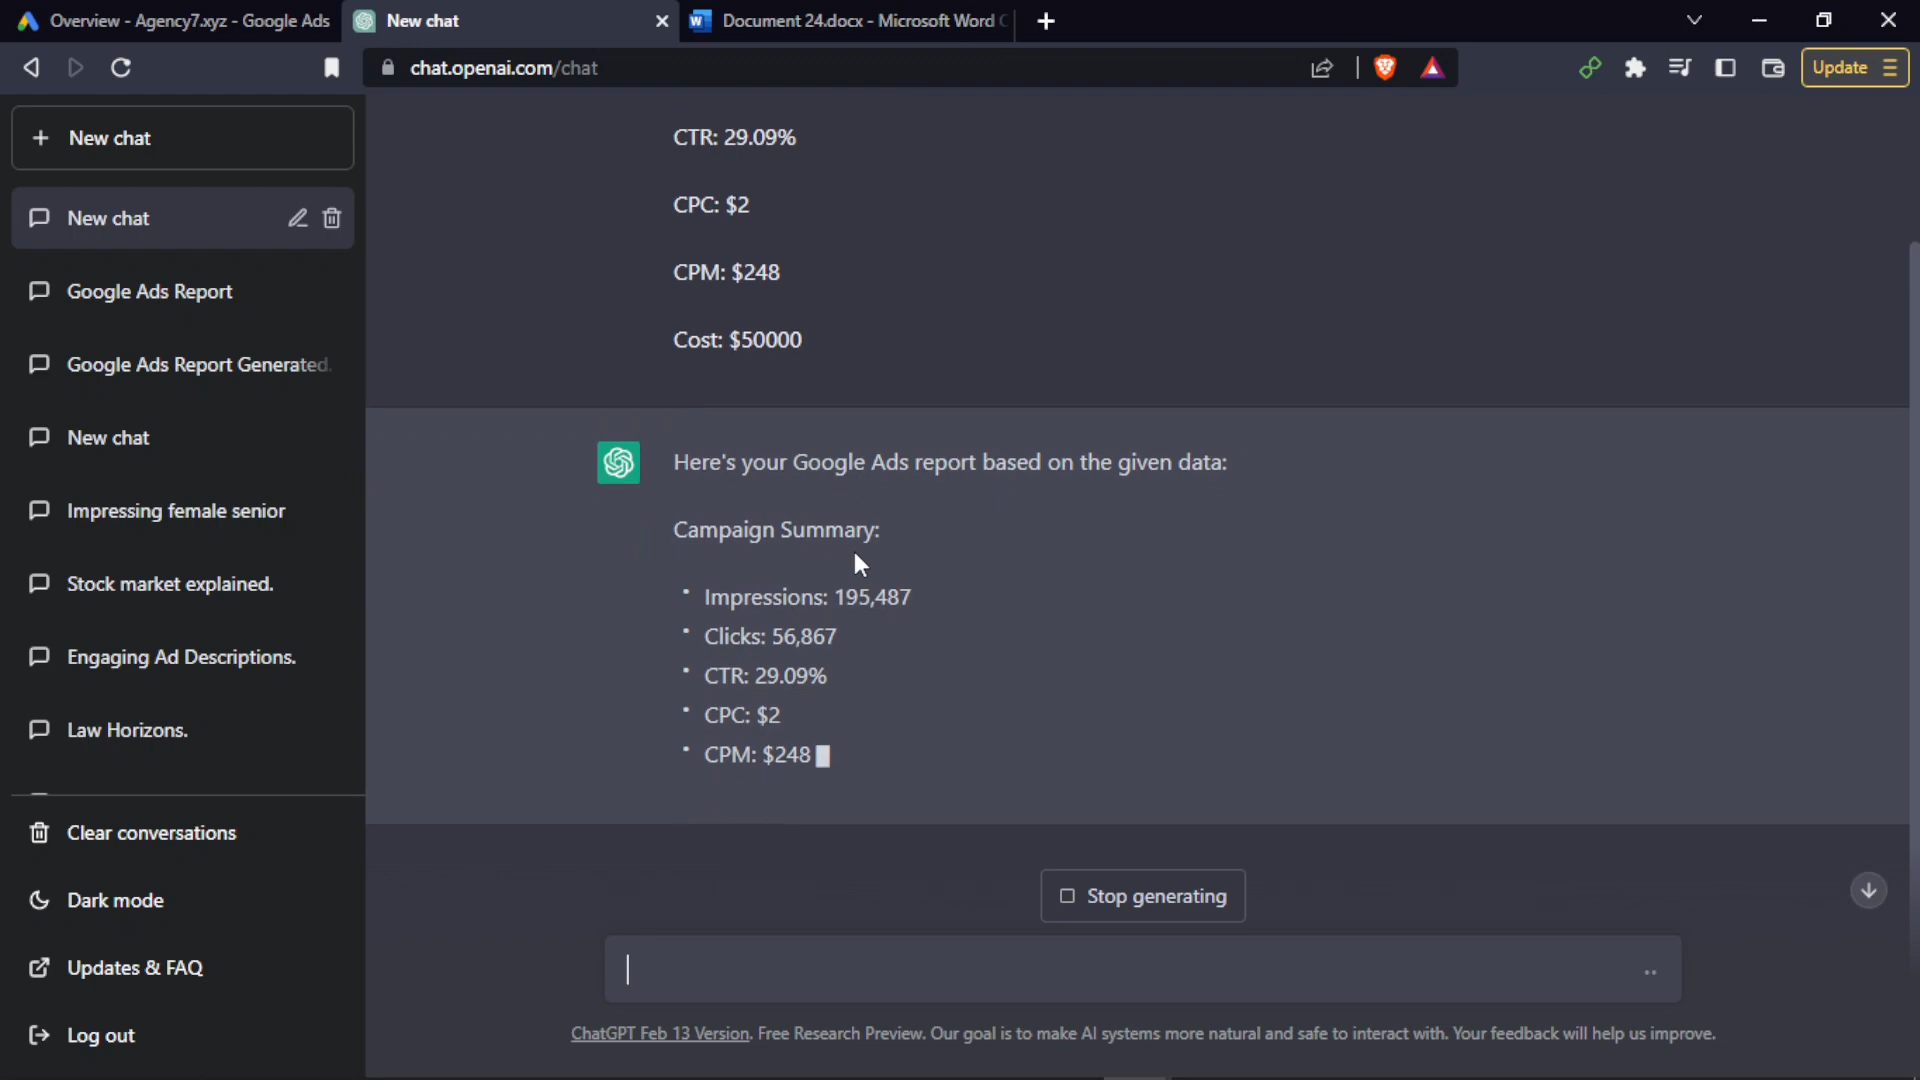 Overview - Agency7.xyz - Google Ads
New chat
Document 24.docx - Microsoft Word
chat.openai.com/chat
Update
New chat
New chat
Google Ads Report
Google Ads Report Generated.
New chat
Impressing female senior
Stock market explained.
Engaging Ad Descriptions.
Law Horizons.
Clear conversations
Dark mode
Updates & FAQ
Log out
CTR: 29.09%
CPC: $2
CPM: $248
Cost: $50000
Here's your Google Ads report based on the given data:
Campaign Summary:
• Impressions: 195,487
• Clicks: 56,867
• CTR: 29.09%
• CPC: $2
• CPM: $248
Stop generating
ChatGPT Feb 13 Version. Free Research Preview. Our goal is to make AI systems more natural and safe to interact with. Your feedback will help us improve.